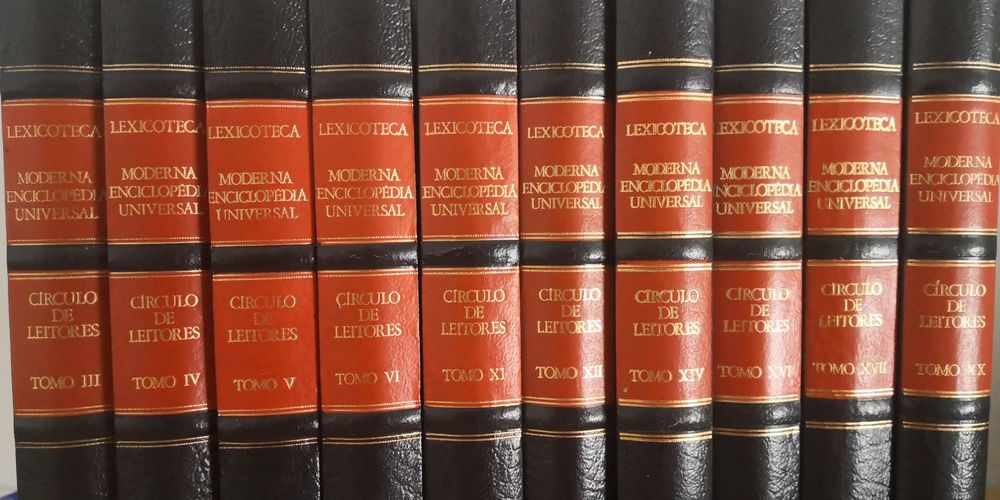 LEXICOTECA
MODERNA
ENCICLOPÉDIA
UNIVERSAL
CÍRCULO
DE
LEITORES
TOMO III
LEXICOTECA
MODERNA
ENCICLOPÉDIA
UNIVERSAL
CÍRCULO
DE
LEITORES
TOMO IV
LEXICOTECA
MODERNA
ENCICLOPÉDIA
UNIVERSAL
CÍRCULO
DE
LEITORES
TOMO V
LEXICOTECA
MODERNA
ENCICLOPÉDIA
UNIVERSAL
CÍRCULO
DE
LEITORES
TOMO VI
LEXICOTECA
MODERNA
ENCICLOPÉDIA
UNIVERSAL
CÍRCULO
DE
LEITORES
TOMO XI
LEXICOTECA
MODERNA
ENCICLOPÉDIA
UNIVERSAL
CÍRCULO
DE
LEITORES
TOMO XII
LEXICOTECA
MODERNA
ENCICLOPÉDIA
UNIVERSAL
CÍRCULO
DE
LEITORES
TOMO XIV
LEXICOTECA
MODERNA
ENCICLOPÉDIA
UNIVERSAL
CÍRCULO
DE
LEITORES
TOMO XVI
LEXICOTECA
MODERNA
ENCICLOPÉDIA
UNIVERSAL
CÍRCULO
DE
LEITORES
TOMO XVII
LEXICOTECA
MODERNA
ENCICLOPÉDIA
UNIVERSAL
CÍRCULO
DE
LEITORES
TOMO XX